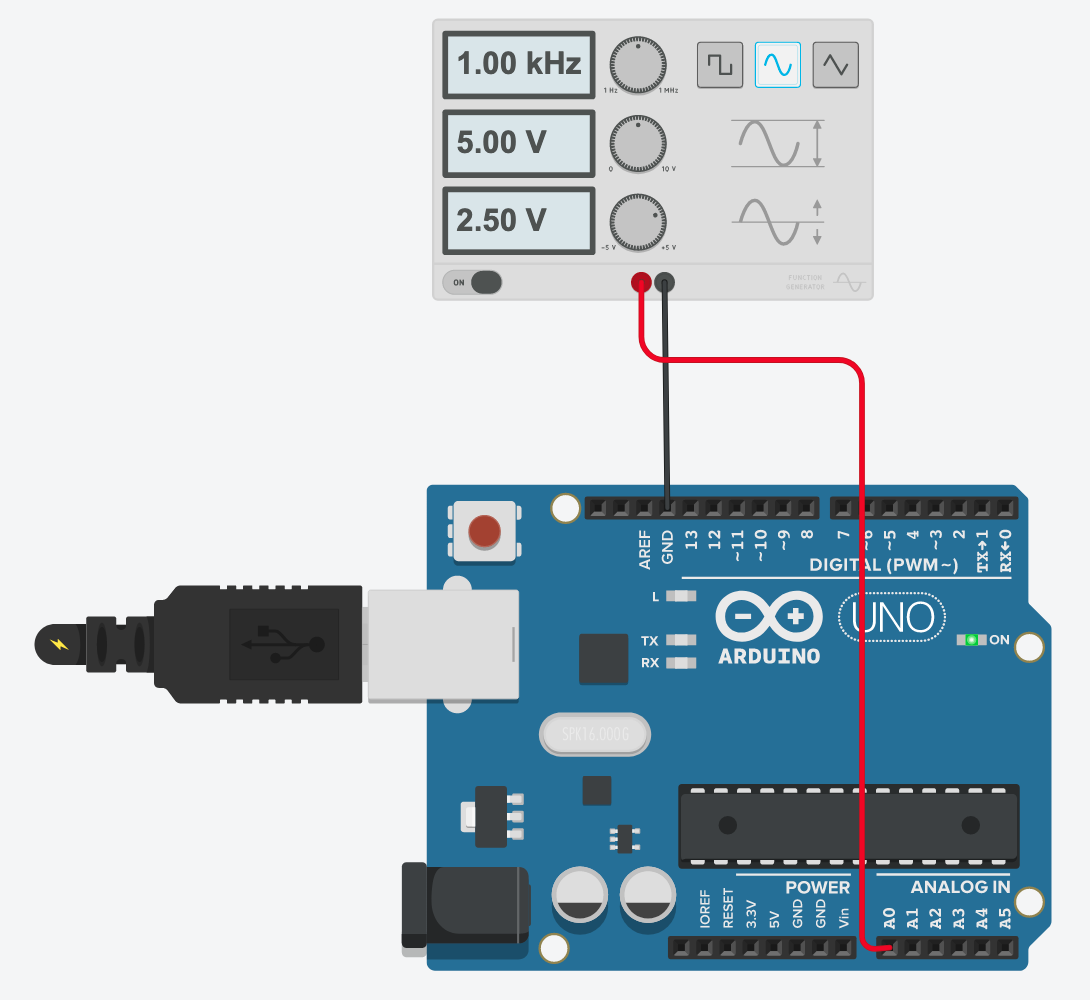 1.00 kHz
1 Hz
1 MHz
5.00 V
0
10 V
2.50 V
-5 V
+5 V
ON
FUNCTION
GENERATOR
AREF
GND
13
12
~11
~10
~9
8
7
~6
~5
4
~3
2
TX→1
RX←0
DIGITAL (PWM~)
L
TX
RX
ARDUINO
UNO
ON
SPK16.000G
POWER
ANALOG IN
IOREF
RESET
3.3V
5V
GND
GND
Vin
A0
A1
A2
A3
A4
A5